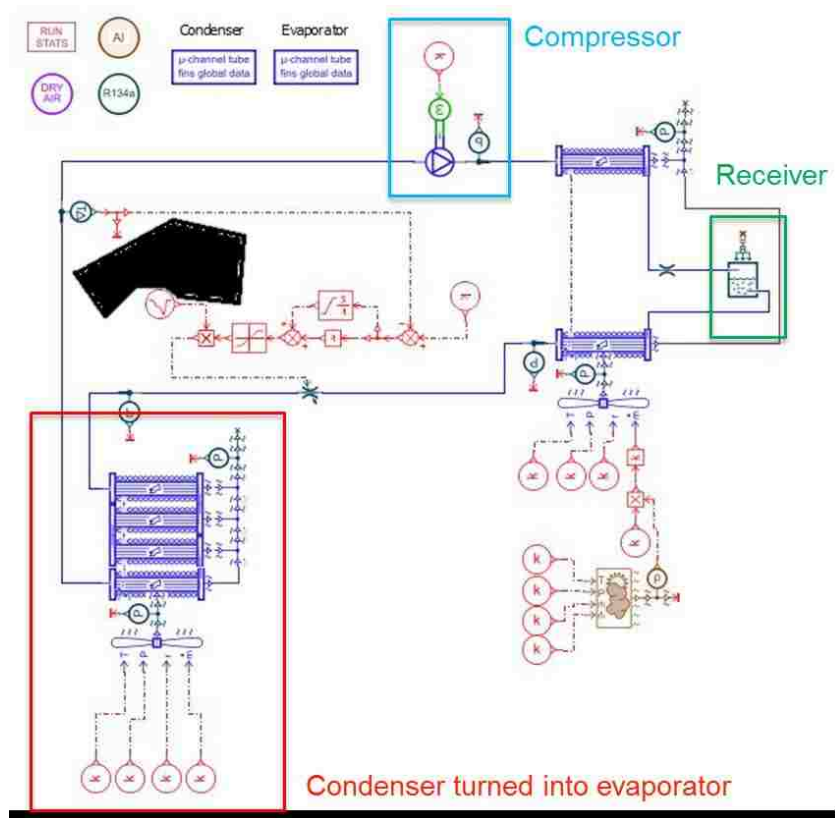 Condenser
Evaporator
Compressor
RUN
STATS
AI
μ-channel tube
fins global data
μ-channel tube
fins global data
DRY
AIR
R134a
P
Receiver
P
P
T
P
r
m
k
k
k
k
k
k
k
k
k
P
P
T
P
r
m
k
k
k
k
Condenser turned into evaporator